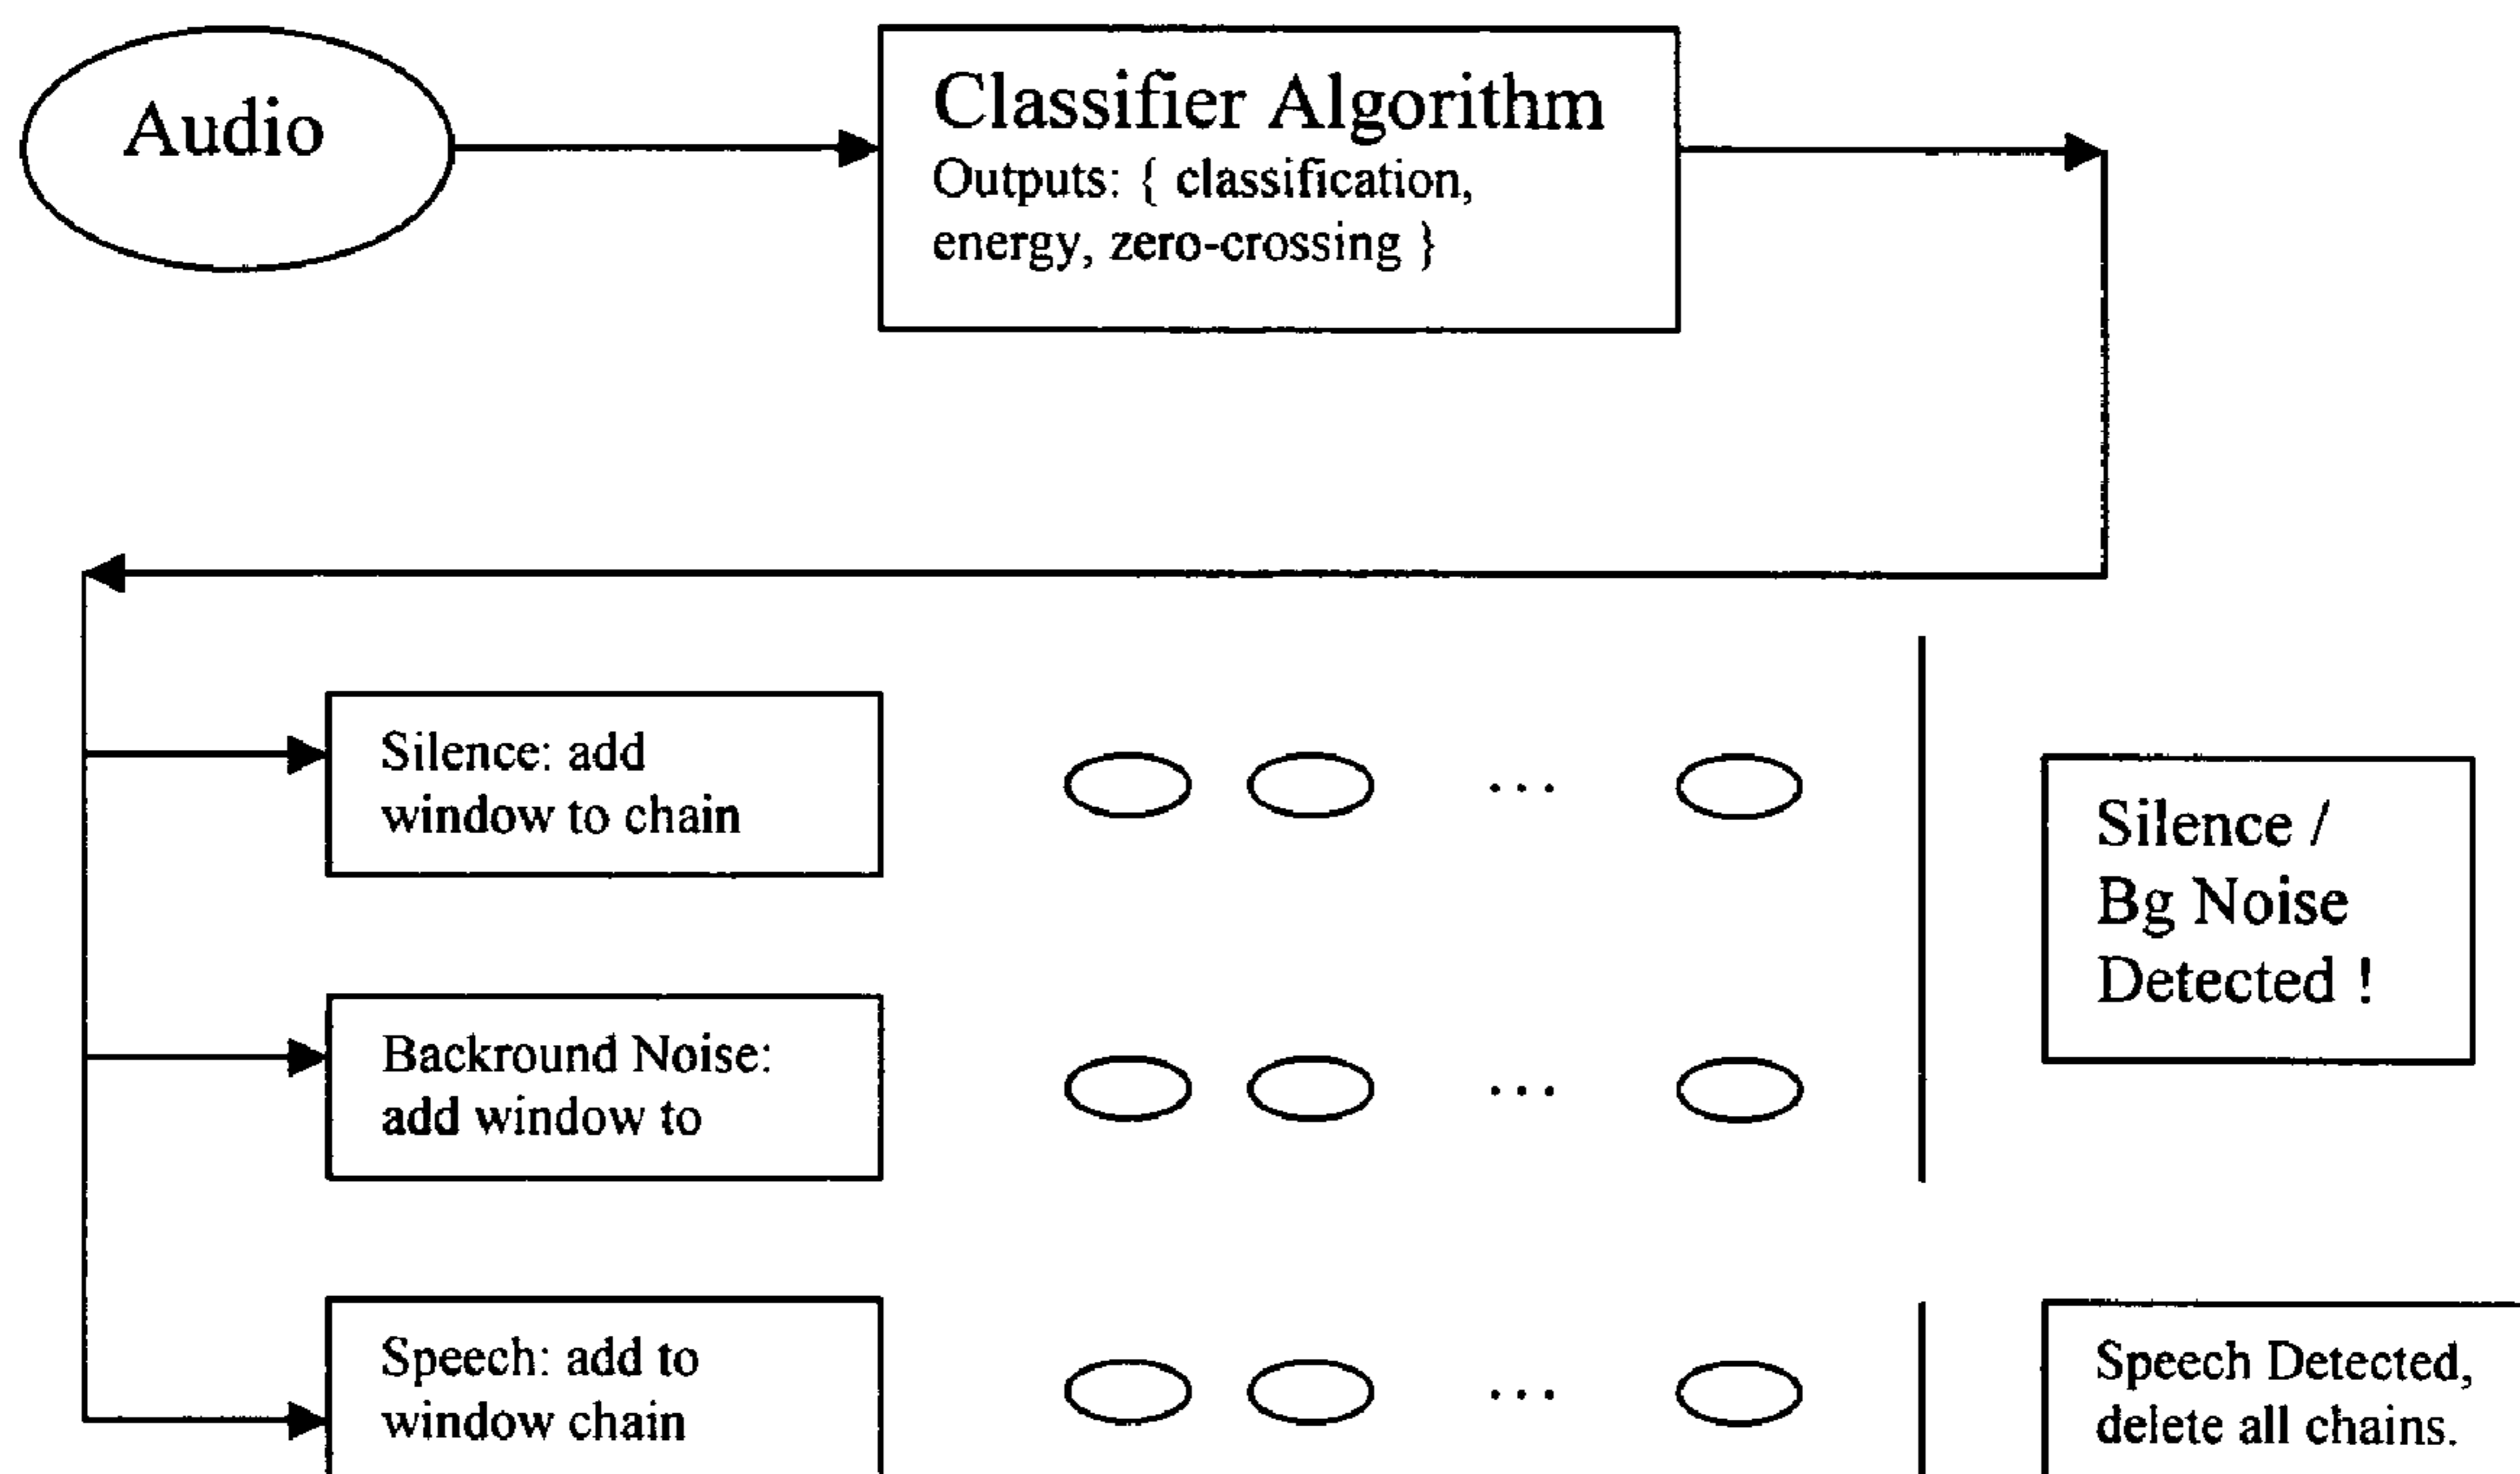 Audio
Classifier Algorithm
Outputs: { classification,
energy, zero-crossing }
Silence: add
window to chain
...
Silence /
Bg Noise
Detected !
Backround Noise:
add window to
...
Speech: add to
window chain
...
Speech Detected,
delete all chains.